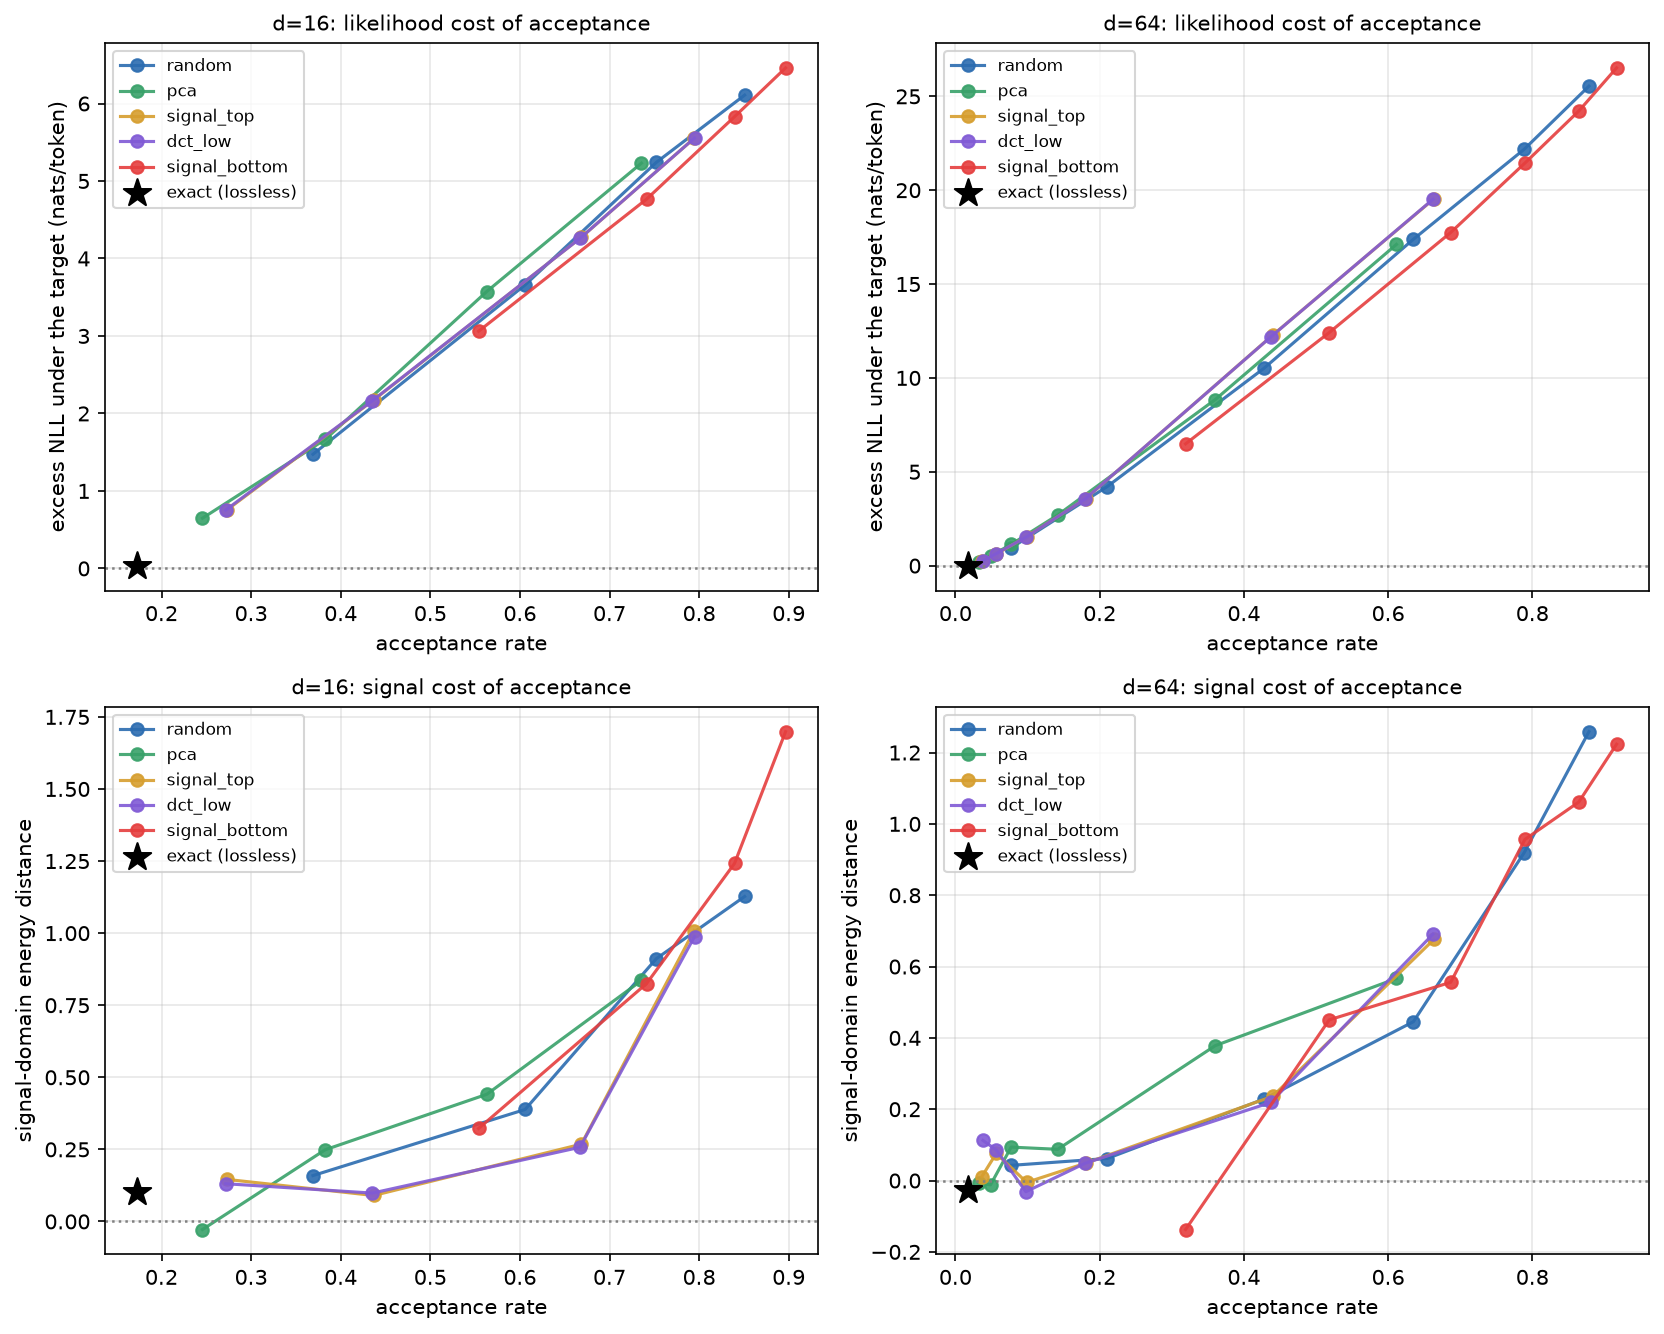 d=16: likelihood cost of acceptance
excess NLL under the target (nats/token)
6
5
4
3
2
1
0
random
pca
signal_top
dct_low
signal_bottom
exact (lossless)
0.2 0.3 0.4 0.5 0.6 0.7 0.8 0.9
acceptance rate
d=64: likelihood cost of acceptance
excess NLL under the target (nats/token)
25
20
15
10
5
0
random
pca
signal_top
dct_low
signal_bottom
exact (lossless)
0.0 0.2 0.4 0.6 0.8
acceptance rate
d=16: signal cost of acceptance
signal-domain energy distance
1.75
1.50
1.25
1.00
0.75
0.50
0.25
0.00
random
pca
signal_top
dct_low
signal_bottom
exact (lossless)
0.2 0.3 0.4 0.5 0.6 0.7 0.8 0.9
acceptance rate
d=64: signal cost of acceptance
signal-domain energy distance
1.2
1.0
0.8
0.6
0.4
0.2
0.0
−0.2
random
pca
signal_top
dct_low
signal_bottom
exact (lossless)
0.0 0.2 0.4 0.6 0.8
acceptance rate